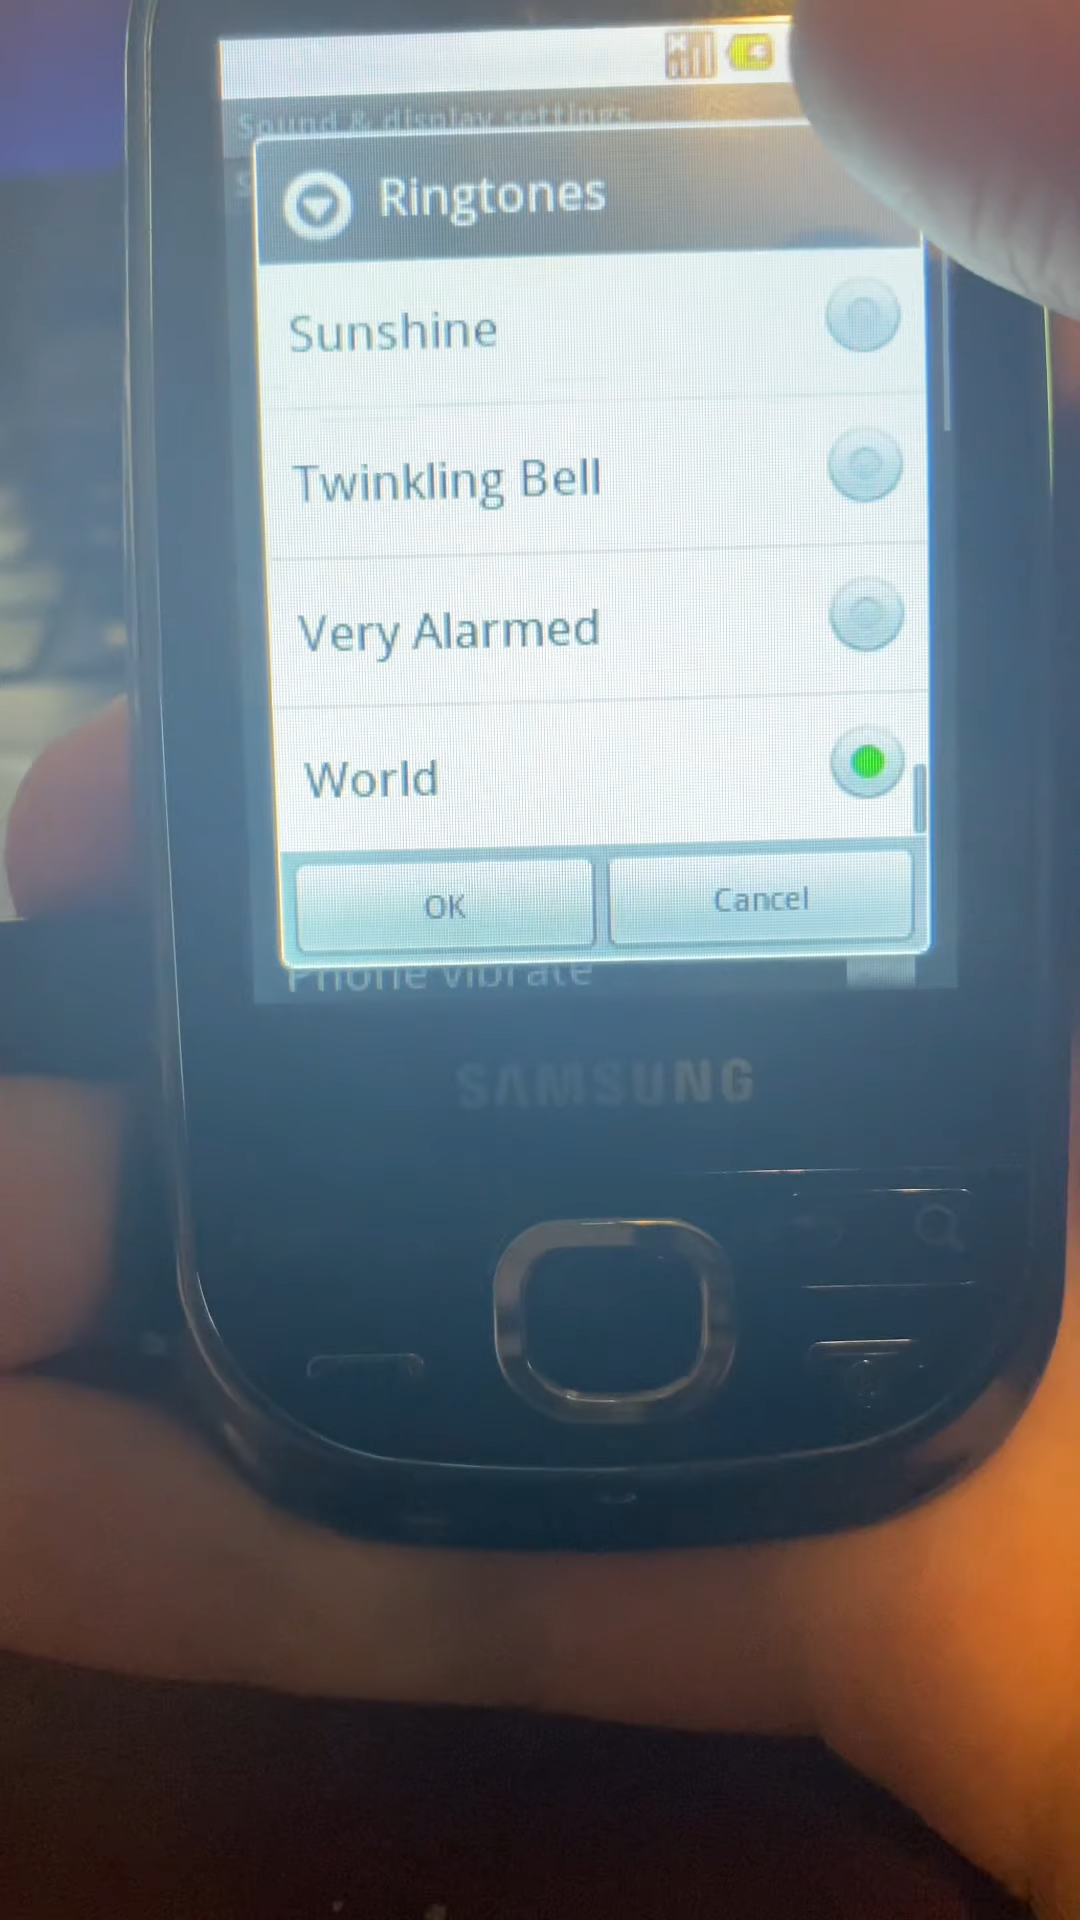 Sound & display settings
Ringtones
Sunshine
Twinkling Bell
Very Alarmed
World
OK
Cancel
Phone vibrate
SAMSUNG